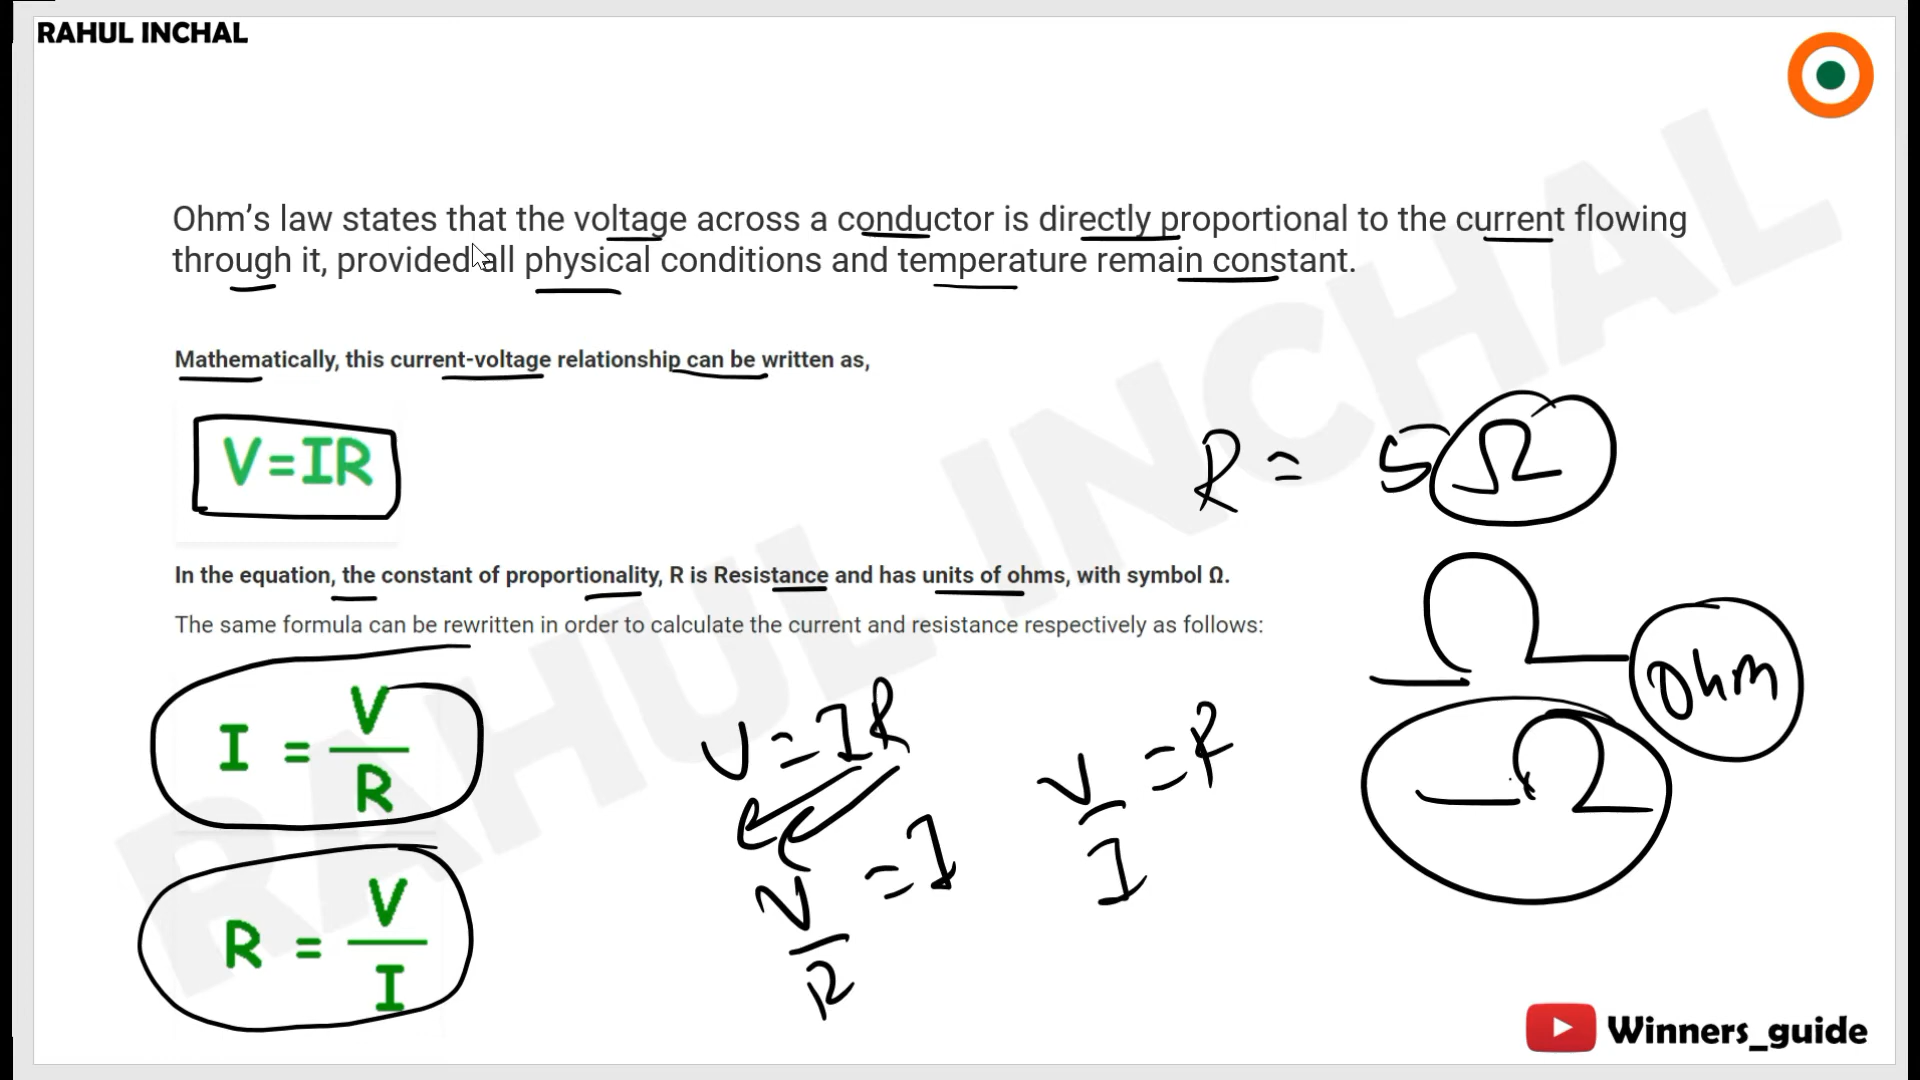 RAHUL INCHAL
Ohm’s law states that the voltage across a conductor is directly proportional to the current flowing
through it, provided all physical conditions and temperature remain constant.
Mathematically, this current-voltage relationship can be written as,
V=IR
R = 5Ω
In the equation, the constant of proportionality, R is Resistance and has units of ohms, with symbol Ω.
The same formula can be rewritten in order to calculate the current and resistance respectively as follows:
Ω
Ohm
I = V/R
V=IR
V/I =R
Ω
V/R =I
R = V/I
RAHUL INCHAL
Winners_guide